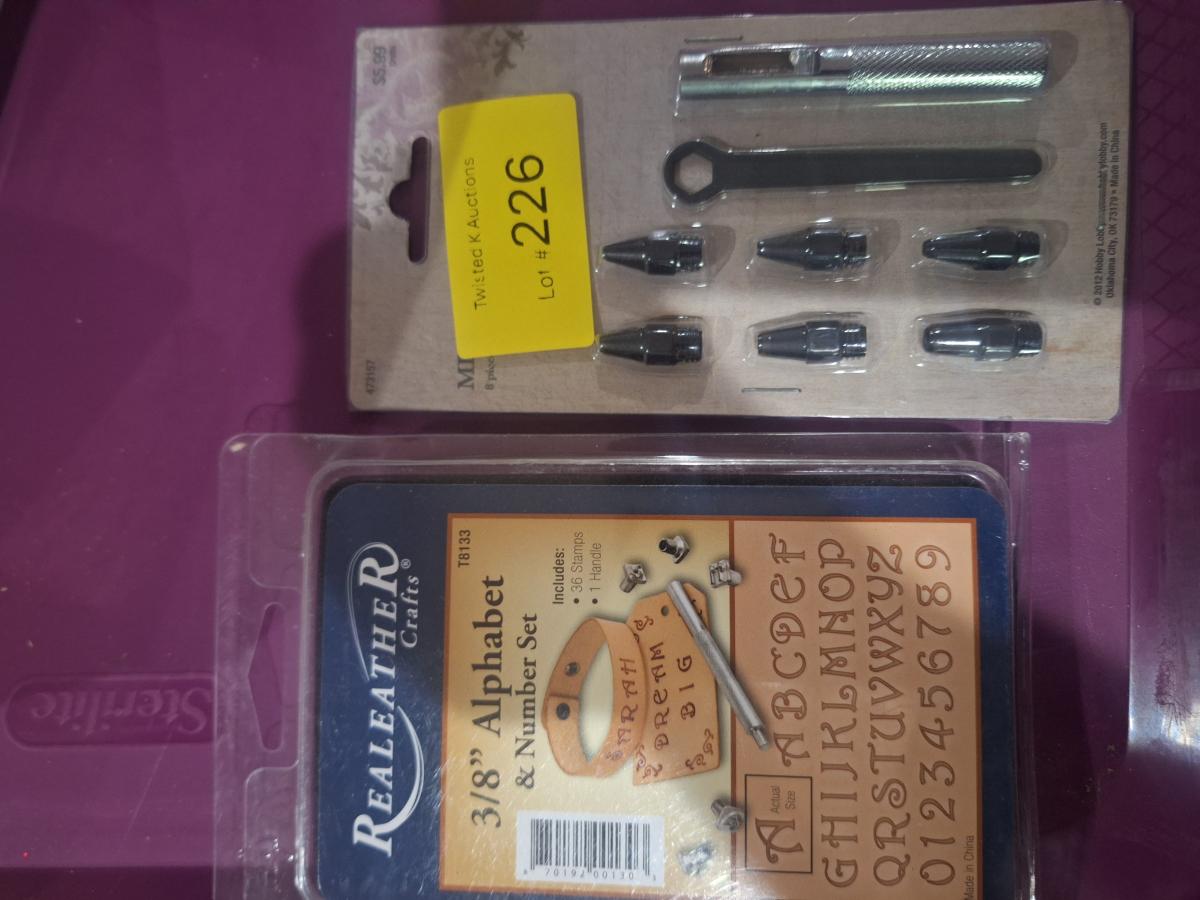 $5.99
Twisted K Auctions
Lot # 226
8
473157
© 2012 Hobby Lobby
Oklahoma City, OK 73179 • Made in China
Sterilite
REALEATHER®
Crafts
T8133
3/8” Alphabet
& Number Set
Includes:
• 36 Stamps
• 1 Handle
ARAH
DREAM
BIG
A
Actual
Size
ABCDEF
GHIJKLMNOP
QRSTUVWXYZ
0123456789
Made in China